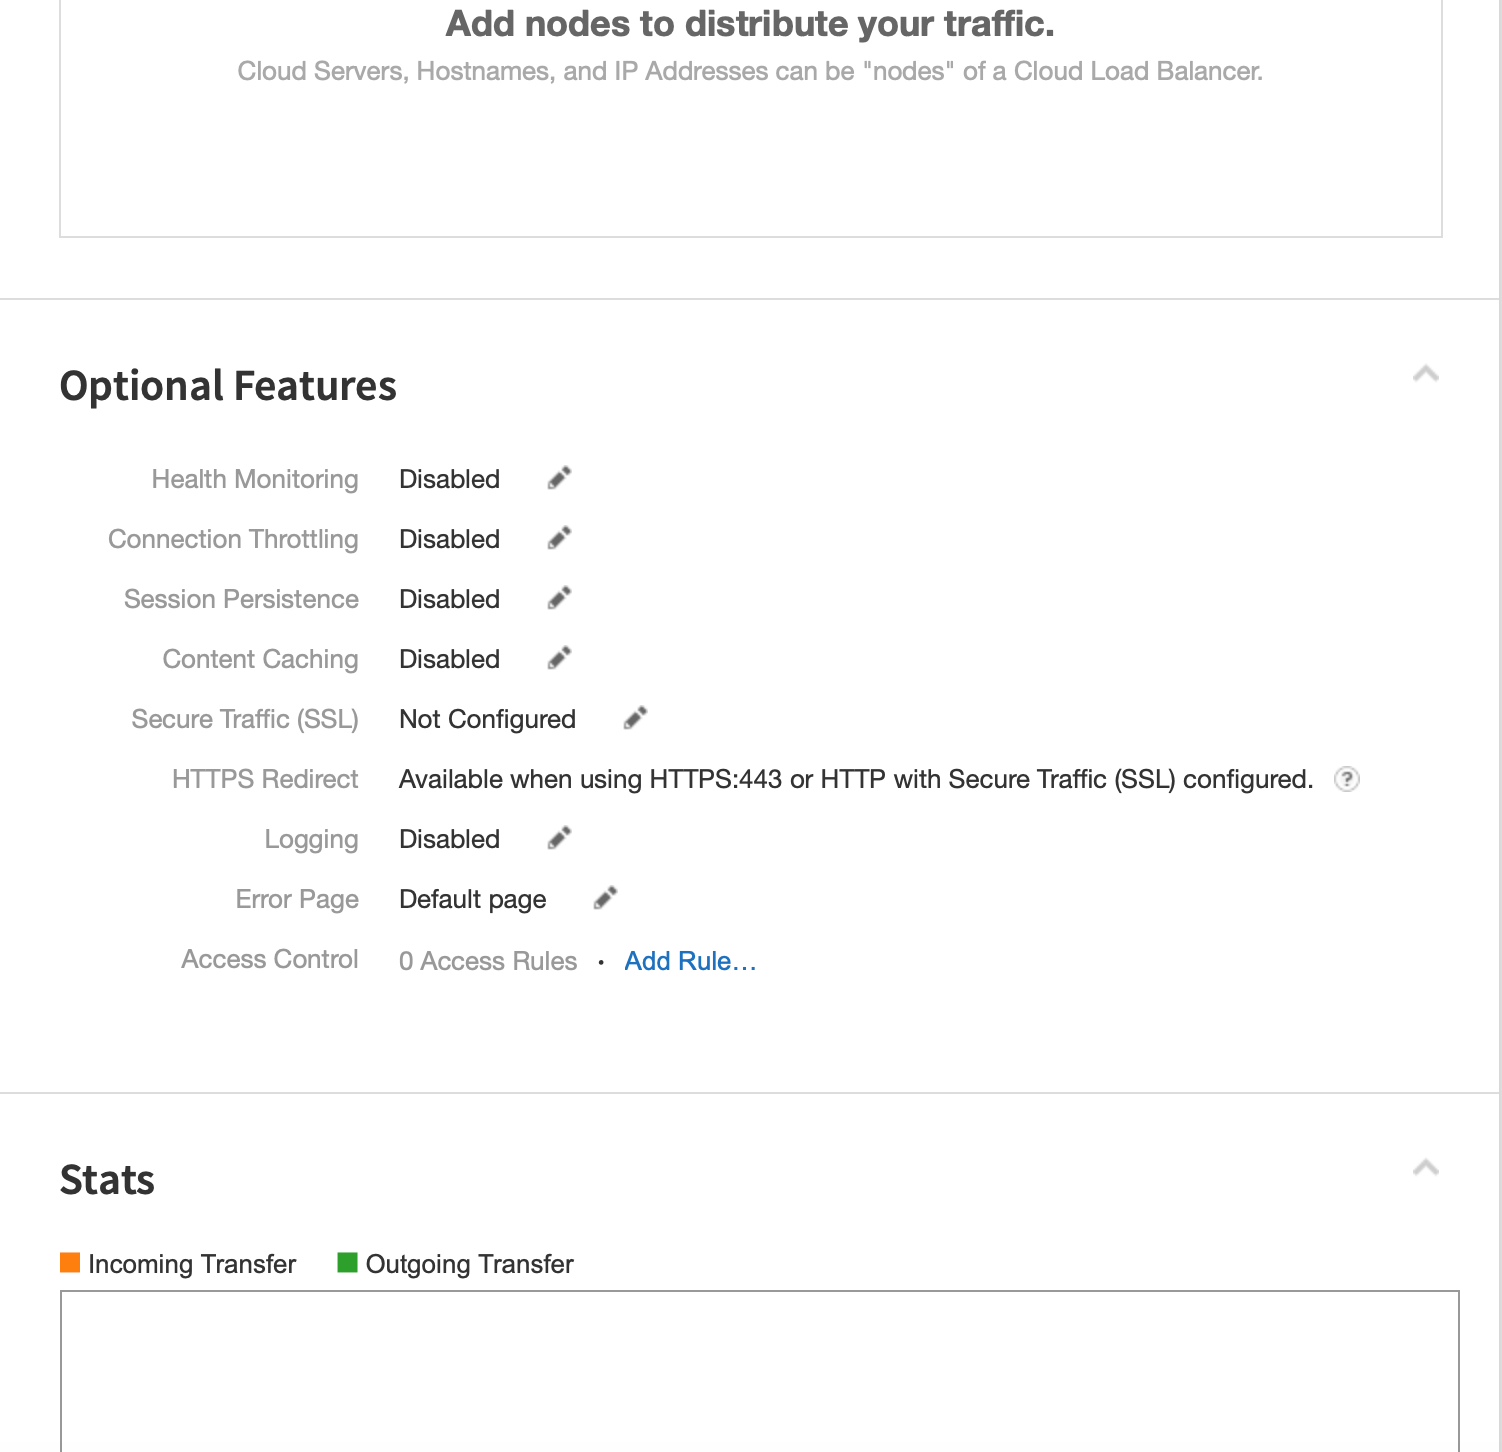 Add nodes to distribute your traffic.
Cloud Servers, Hostnames, and IP Addresses can be "nodes" of a Cloud Load Balancer.
Optional Features
Health Monitoring Disabled
Connection Throttling Disabled
Session Persistence Disabled
Content Caching Disabled
Secure Traffic (SSL) Not Configured
HTTPS Redirect Available when using HTTPS:443 or HTTP with Secure Traffic (SSL) configured. ?
Logging Disabled
Error Page Default page
Access Control 0 Access Rules · Add Rule…
Stats
Incoming Transfer Outgoing Transfer